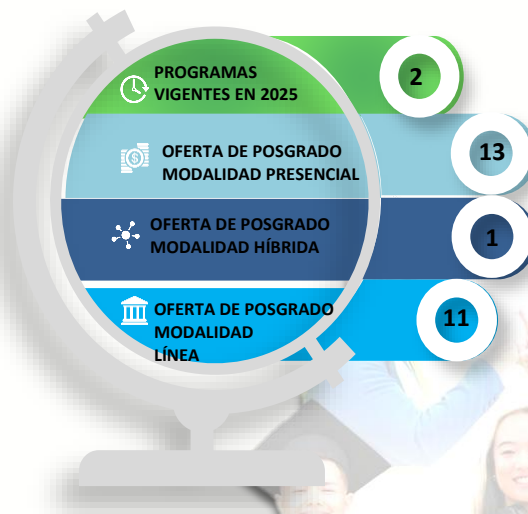 PROGRAMAS
VIGENTES EN 2025
2
OFERTA DE POSGRADO
MODALIDAD PRESENCIAL
13
OFERTA DE POSGRADO
MODALIDAD HÍBRIDA
1
OFERTA DE POSGRADO
MODALIDAD
LÍNEA
11